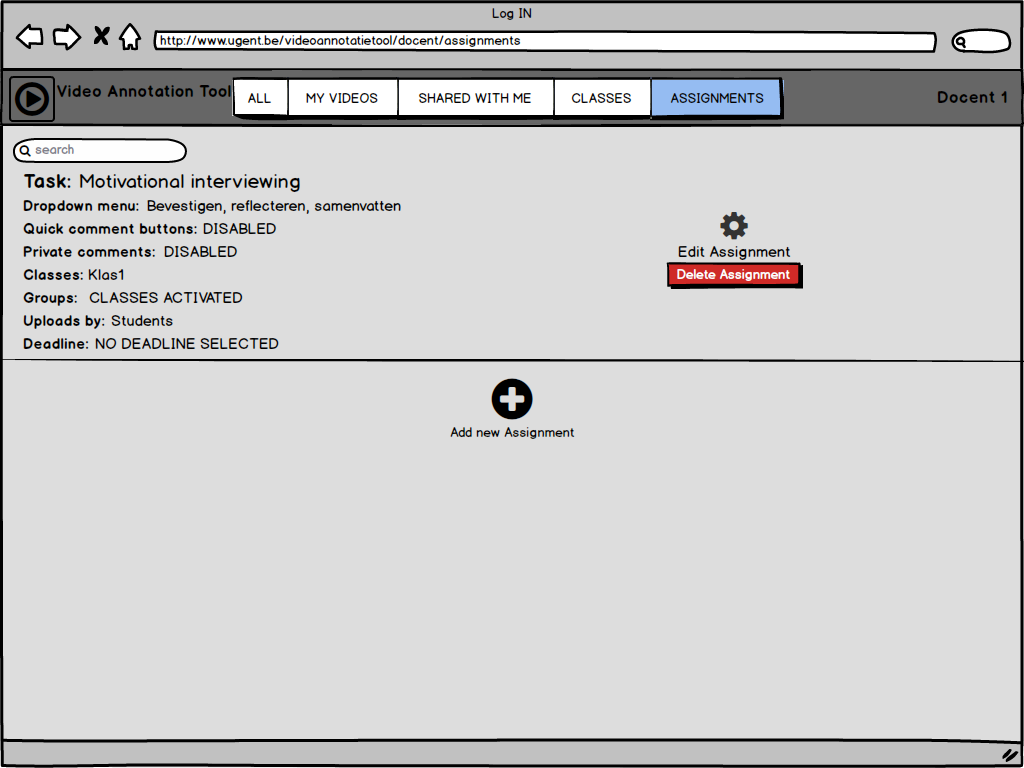 Log IN
http://www.ugent.be/videoannotatietool/docent/assignments
Video Annotation Tool
ALL
MY VIDEOS
SHARED WITH ME
CLASSES
ASSIGNMENTS
Docent 1
search
Task: Motivational interviewing
Dropdown menu: Bevestigen, reflecteren, samenvatten
Quick comment buttons: DISABLED
Private comments: DISABLED
Classes: Klas1
Groups: CLASSES ACTIVATED
Uploads by: Students
Deadline: NO DEADLINE SELECTED
Edit Assignment
Delete Assignment
Add new Assignment